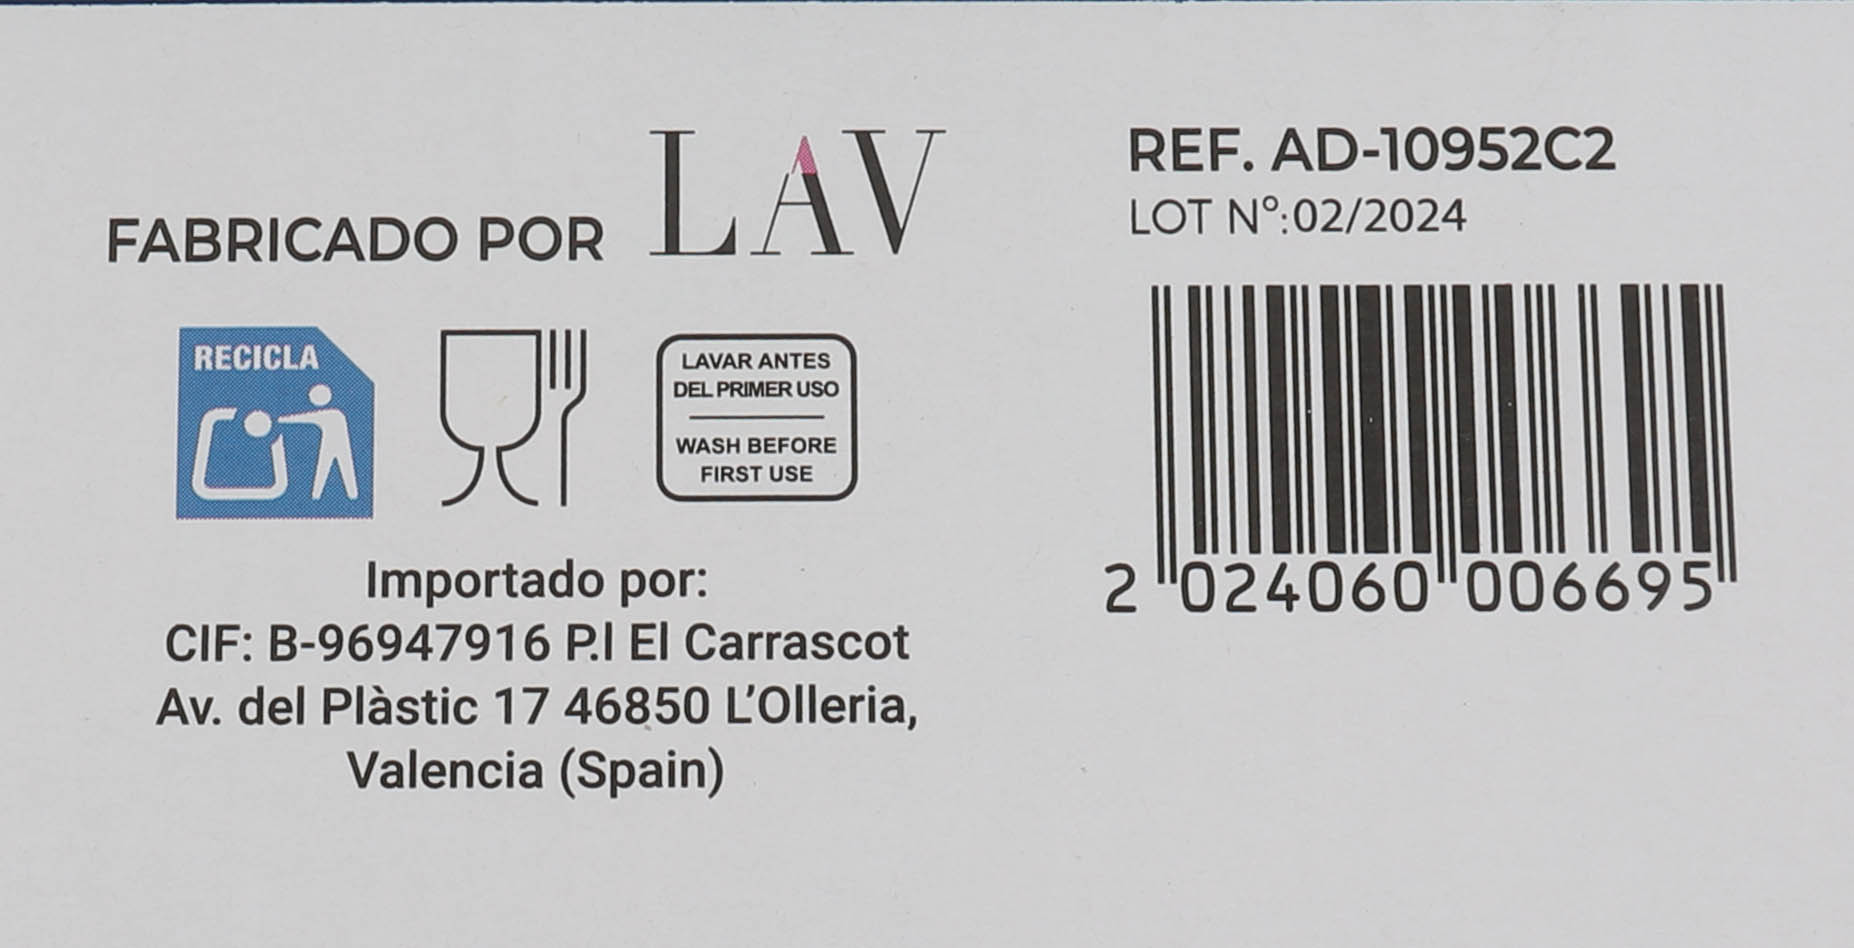 FABRICADO POR LAV
RECICLA
LAVAR ANTES
DEL PRIMER USO
WASH BEFORE
FIRST USE
Importado por:
CIF: B-96947916 P.I El Carrascot
Av. del Plàstic 17 46850 L’Olleria,
Valencia (Spain)
REF. AD-10952C2
LOT Nº:02/2024
2 024060 006695